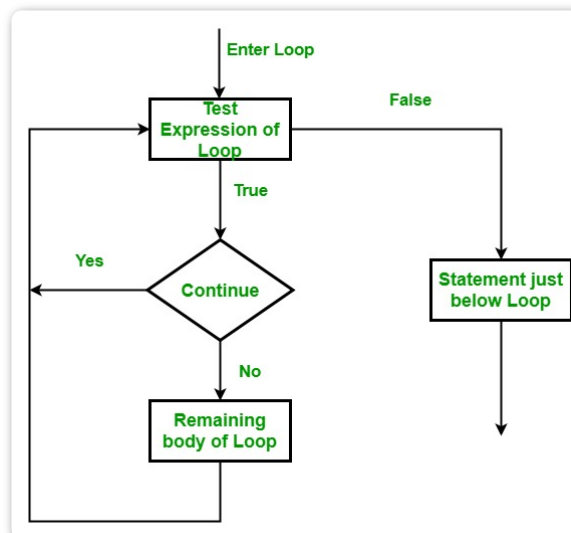 Enter Loop
Test
Expression of
Loop
False
True
Yes
Continue
Statement just
below Loop
No
Remaining
body of Loop